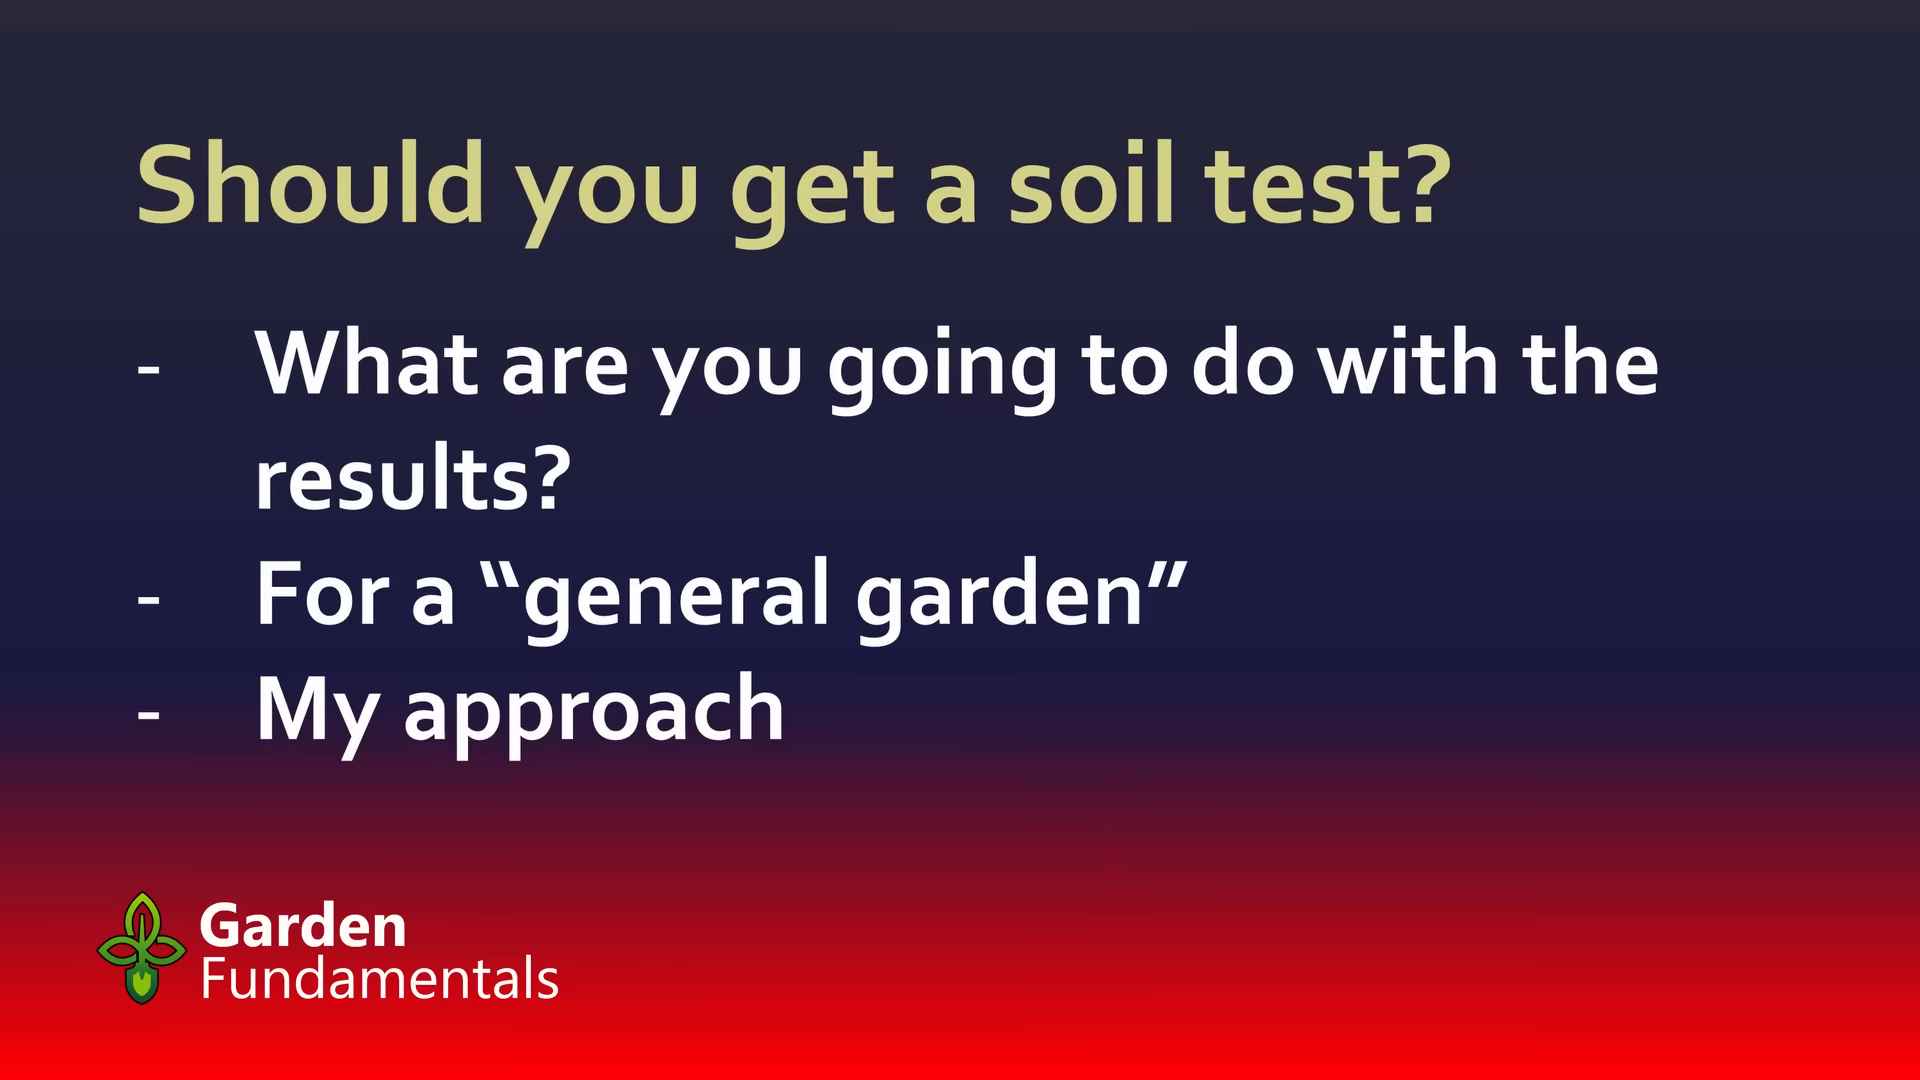 Should you get a soil test?
- What are you going to do with the
results?
- For a “general garden”
- My approach
Garden
Fundamentals